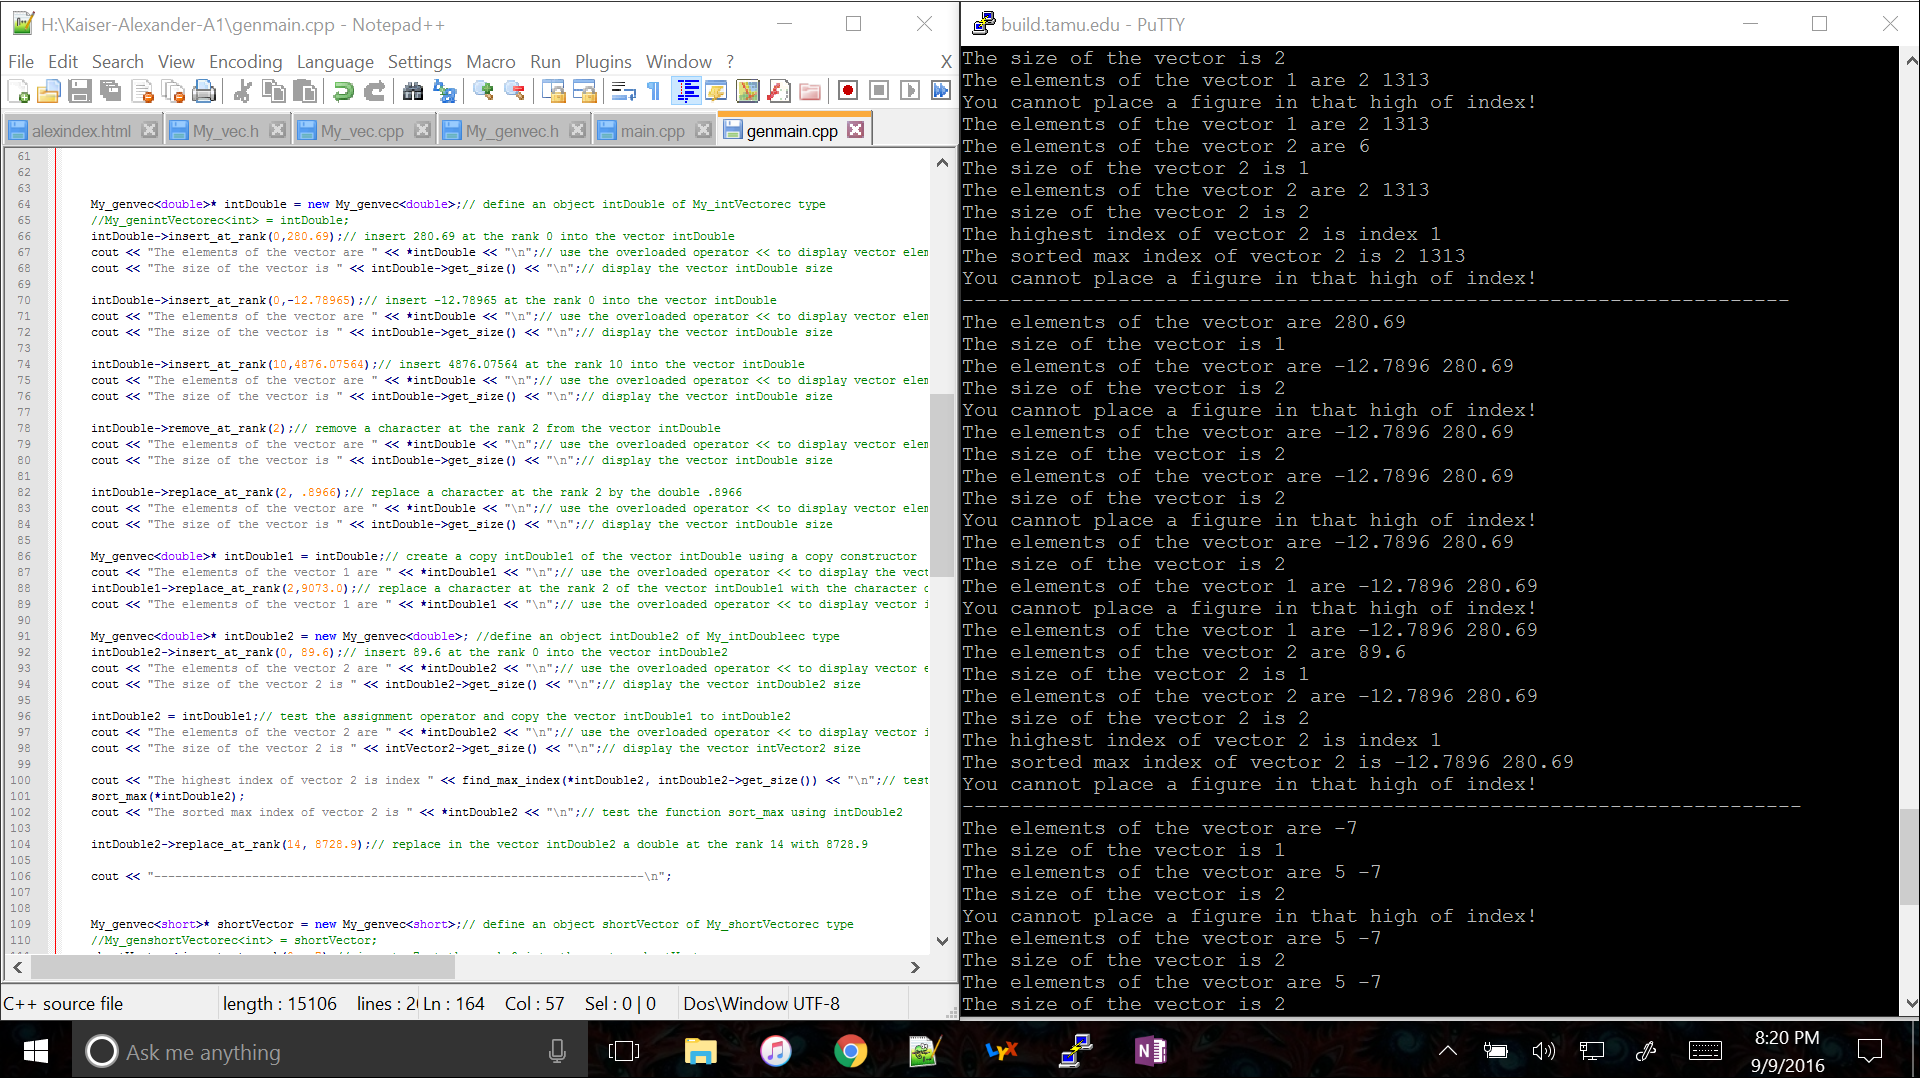 H:\Kaiser-Alexander-A1\genmain.cpp - Notepad++
File Edit Search View Encoding Language Settings Macro Run Plugins Window ? X
alexindex.html My_vec.h My_vec.cpp My_genvec.h main.cpp genmain.cpp
61
62
63
64 My_genvec<double>* intDouble = new My_genvec<double>;// define an object intDouble of My_intVectorec type
65 //My_genintVectorec<int> = intDouble;
66 intDouble->insert_at_rank(0,280.69);// insert 280.69 at the rank 0 into the vector intDouble
67 cout << "The elements of the vector are " << *intDouble << "\n";// use the overloaded operator << to display vector elem
68 cout << "The size of the vector is " << intDouble->get_size() << "\n";// display the vector intDouble size
69
70 intDouble->insert_at_rank(0,-12.78965);// insert -12.78965 at the rank 0 into the vector intDouble
71 cout << "The elements of the vector are " << *intDouble << "\n";// use the overloaded operator << to display vector elem
72 cout << "The size of the vector is " << intDouble->get_size() << "\n";// display the vector intDouble size
73
74 intDouble->insert_at_rank(10,4876.07564);// insert 4876.07564 at the rank 10 into the vector intDouble
75 cout << "The elements of the vector are " << *intDouble << "\n";// use the overloaded operator << to display vector elem
76 cout << "The size of the vector is " << intDouble->get_size() << "\n";// display the vector intDouble size
77
78 intDouble->remove_at_rank(2);// remove a character at the rank 2 from the vector intDouble
79 cout << "The elements of the vector are " << *intDouble << "\n";// use the overloaded operator << to display vector elem
80 cout << "The size of the vector is " << intDouble->get_size() << "\n";// display the vector intDouble size
81
82 intDouble->replace_at_rank(2, .8966);// replace a character at the rank 2 by the double .8966
83 cout << "The elements of the vector are " << *intDouble << "\n";// use the overloaded operator << to display vector elem
84 cout << "The size of the vector is " << intDouble->get_size() << "\n";// display the vector intDouble size
85
86 My_genvec<double>* intDouble1 = intDouble;// create a copy intDouble1 of the vector intDouble using a copy constructor
87 cout << "The elements of the vector 1 are " << *intDouble1 << "\n";// use the overloaded operator << to display the vect
88 intDouble1->replace_at_rank(2,9073.0);// replace a character at the rank 2 of the vector intDouble1 with the character
89 cout << "The elements of the vector 1 are " << *intDouble1 << "\n";// use the overloaded operator << to display vector i
90
91 My_genvec<double>* intDouble2 = new My_genvec<double>; //define an object intDouble2 of My_intDoubleec type
92 intDouble2->insert_at_rank(0, 89.6);// insert 89.6 at the rank 0 into the vector intDouble2
93 cout << "The elements of the vector 2 are " << *intDouble2 << "\n";// use the overloaded operator << to display vector e
94 cout << "The size of the vector 2 is " << intDouble2->get_size() << "\n";// display the vector intDouble2 size
95
96 intDouble2 = intDouble1;// test the assignment operator and copy the vector intDouble1 to intDouble2
97 cout << "The elements of the vector 2 are " << *intDouble2 << "\n";// use the overloaded operator << to display vector i
98 cout << "The size of the vector 2 is " << intVector2->get_size() << "\n";// display the vector intVector2 size
99
100 cout << "The highest index of vector 2 is index " << find_max_index(*intDouble2, intDouble2->get_size()) << "\n";// test
101 sort_max(*intDouble2);
102 cout << "The sorted max index of vector 2 is " << *intDouble2 << "\n";// test the function sort_max using intDouble2
103
104 intDouble2->replace_at_rank(14, 8728.9);// replace in the vector intDouble2 a double at the rank 14 with 8728.9
105
106 cout << "----------------------------------------------------------------------\n";
107
108
109 My_genvec<short>* shortVector = new My_genvec<short>;// define an object shortVector of My_shortVectorec type
110 //My_genshortVectorec<int> = shortVector;
C++ source file length : 15106 lines : 2 Ln : 164 Col : 57 Sel : 0 | 0 Dos\Window UTF-8
build.tamu.edu - PuTTY
The size of the vector is 2
The elements of the vector 1 are 2 1313
You cannot place a figure in that high of index!
The elements of the vector 1 are 2 1313
The elements of the vector 2 are 6
The size of the vector 2 is 1
The elements of the vector 2 are 2 1313
The size of the vector 2 is 2
The highest index of vector 2 is index 1
The sorted max index of vector 2 is 2 1313
You cannot place a figure in that high of index!
---------------------------------------------------------------------
The elements of the vector are 280.69
The size of the vector is 1
The elements of the vector are -12.7896 280.69
The size of the vector is 2
You cannot place a figure in that high of index!
The elements of the vector are -12.7896 280.69
The size of the vector is 2
The elements of the vector are -12.7896 280.69
The size of the vector is 2
You cannot place a figure in that high of index!
The elements of the vector are -12.7896 280.69
The size of the vector is 2
The elements of the vector 1 are -12.7896 280.69
You cannot place a figure in that high of index!
The elements of the vector 1 are -12.7896 280.69
The elements of the vector 2 are 89.6
The size of the vector 2 is 1
The elements of the vector 2 are -12.7896 280.69
The size of the vector 2 is 2
The highest index of vector 2 is index 1
The sorted max index of vector 2 is -12.7896 280.69
You cannot place a figure in that high of index!
----------------------------------------------------------------------
The elements of the vector are -7
The size of the vector is 1
The elements of the vector are 5 -7
The size of the vector is 2
You cannot place a figure in that high of index!
The elements of the vector are 5 -7
The size of the vector is 2
The elements of the vector are 5 -7
The size of the vector is 2
Ask me anything
8:20 PM
9/9/2016